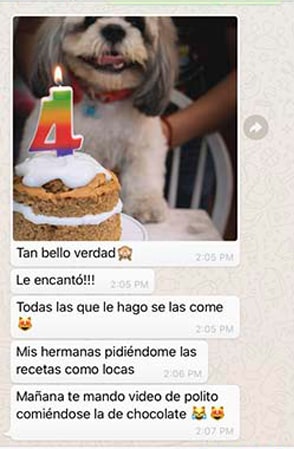 4
Tan bello verdad🙈
2:05 PM
Le encantó!!!
2:05 PM
Todas las que le hago se las come
😻
2:05 PM
Mis hermanas pidiéndome las
recetas como locas
2:06 PM
Mañana te mando video de polito
comiéndose la de chocolate 😹😻
2:07 PM